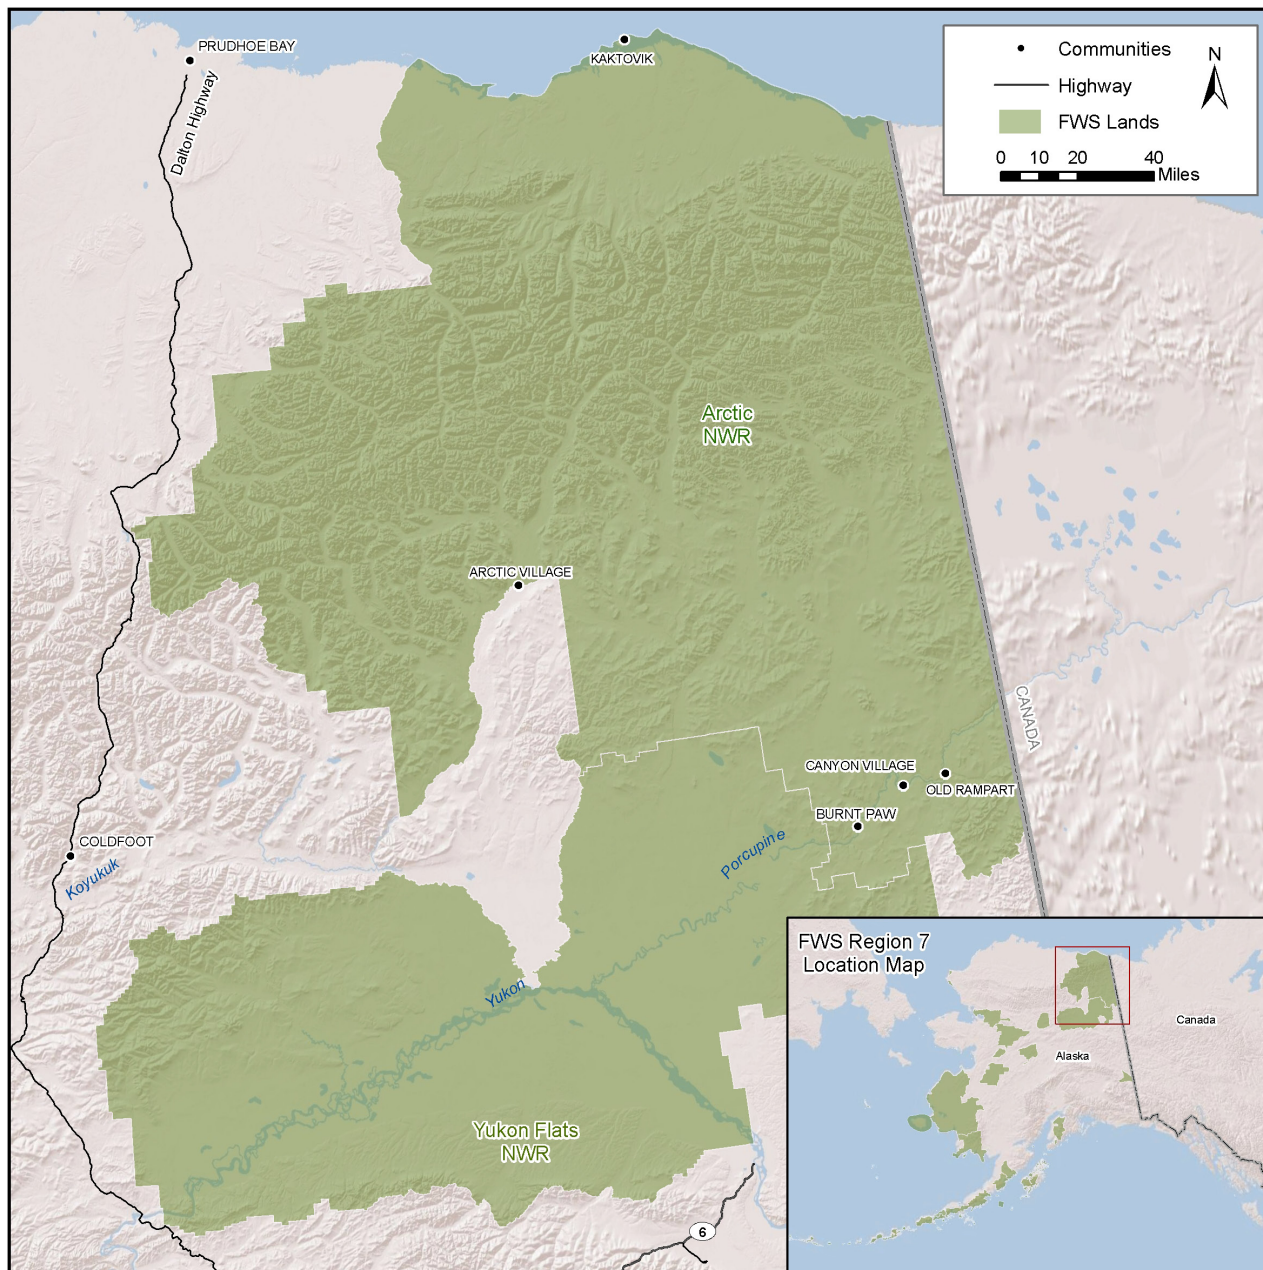 PRUDHOE BAY
Dalton Highway
KAKTOVIK
Communities
Highway
FWS Lands
N
0 10 20 40
Miles
Arctic
NWR
ARCTIC VILLAGE
CANADA
CANYON VILLAGE
OLD RAMPART
BURNT PAW
Porcupine
COLDFOOT
Koyukuk
Yukon
Yukon Flats
NWR
6
FWS Region 7
Location Map
Canada
Alaska